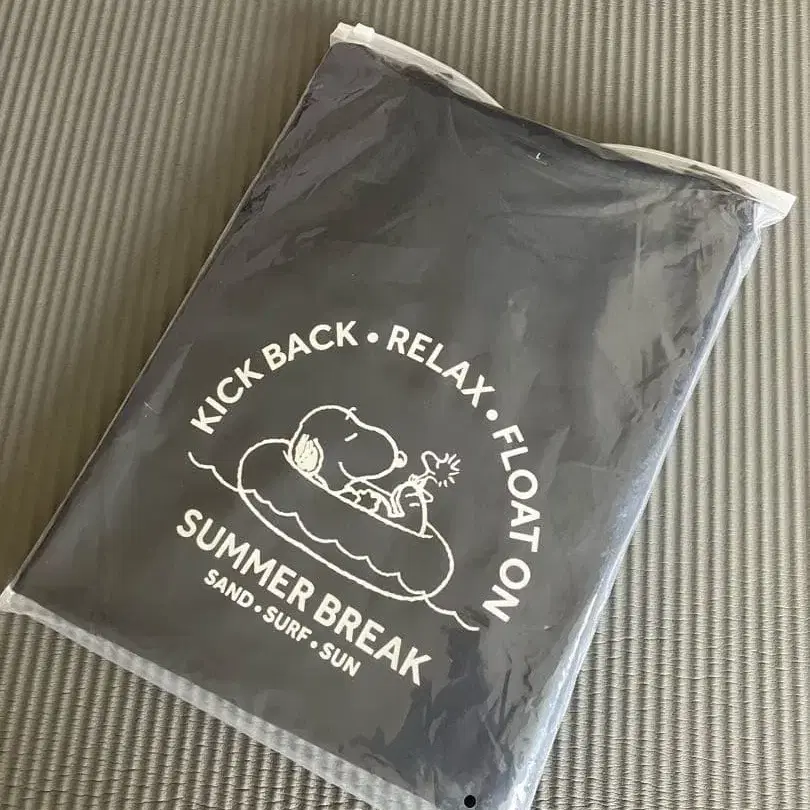 KICK BACK • RELAX • FLOAT ON
SUMMER BREAK
SAND • SURF • SUN